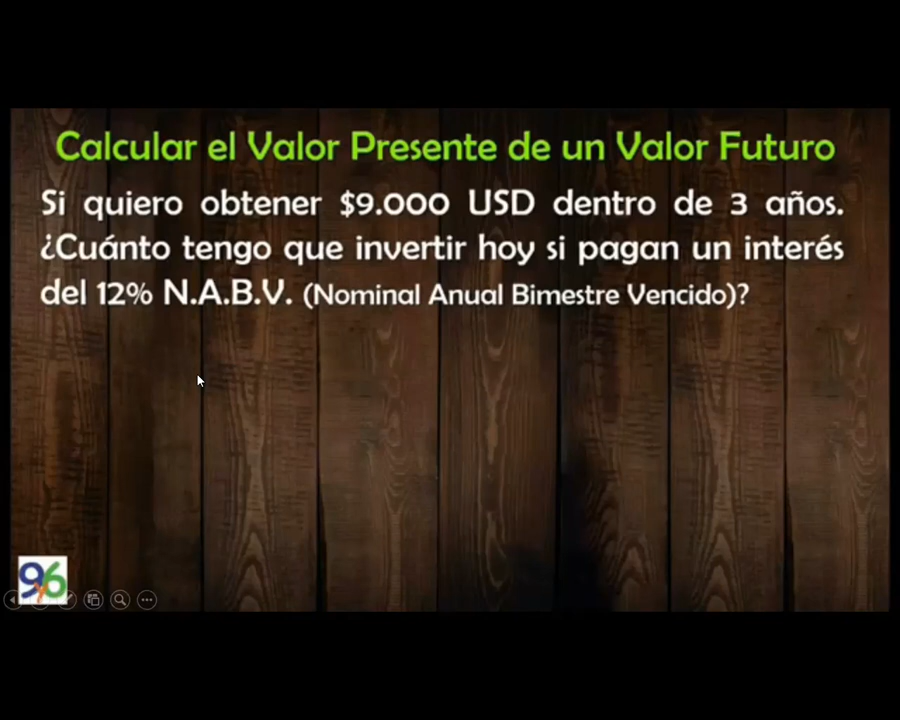 Calcular el Valor Presente de un Valor Futuro
Si quiero obtener $9.000 USD dentro de 3 años.
¿Cuánto tengo que invertir hoy si pagan un interés
del 12% N.A.B.V. (Nominal Anual Bimestre Vencido)?
96